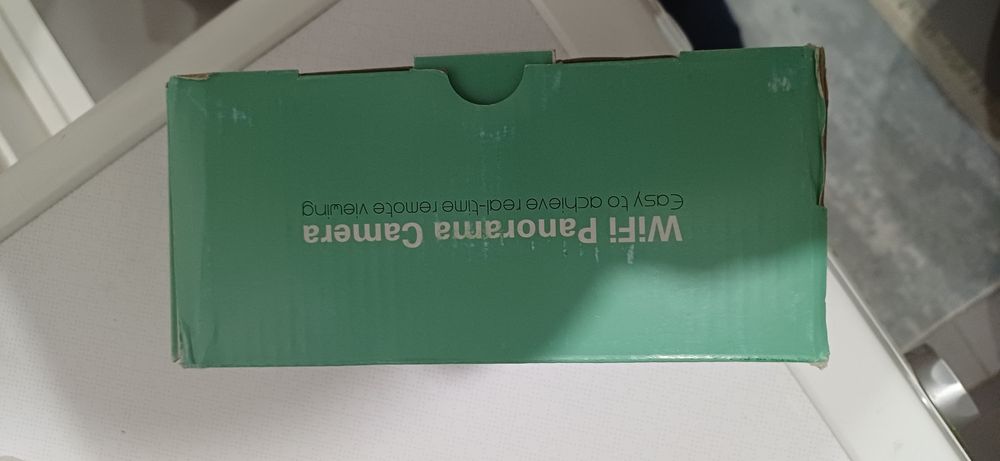 WiFi Panorama Camera
Easy to achieve real-time remote viewing